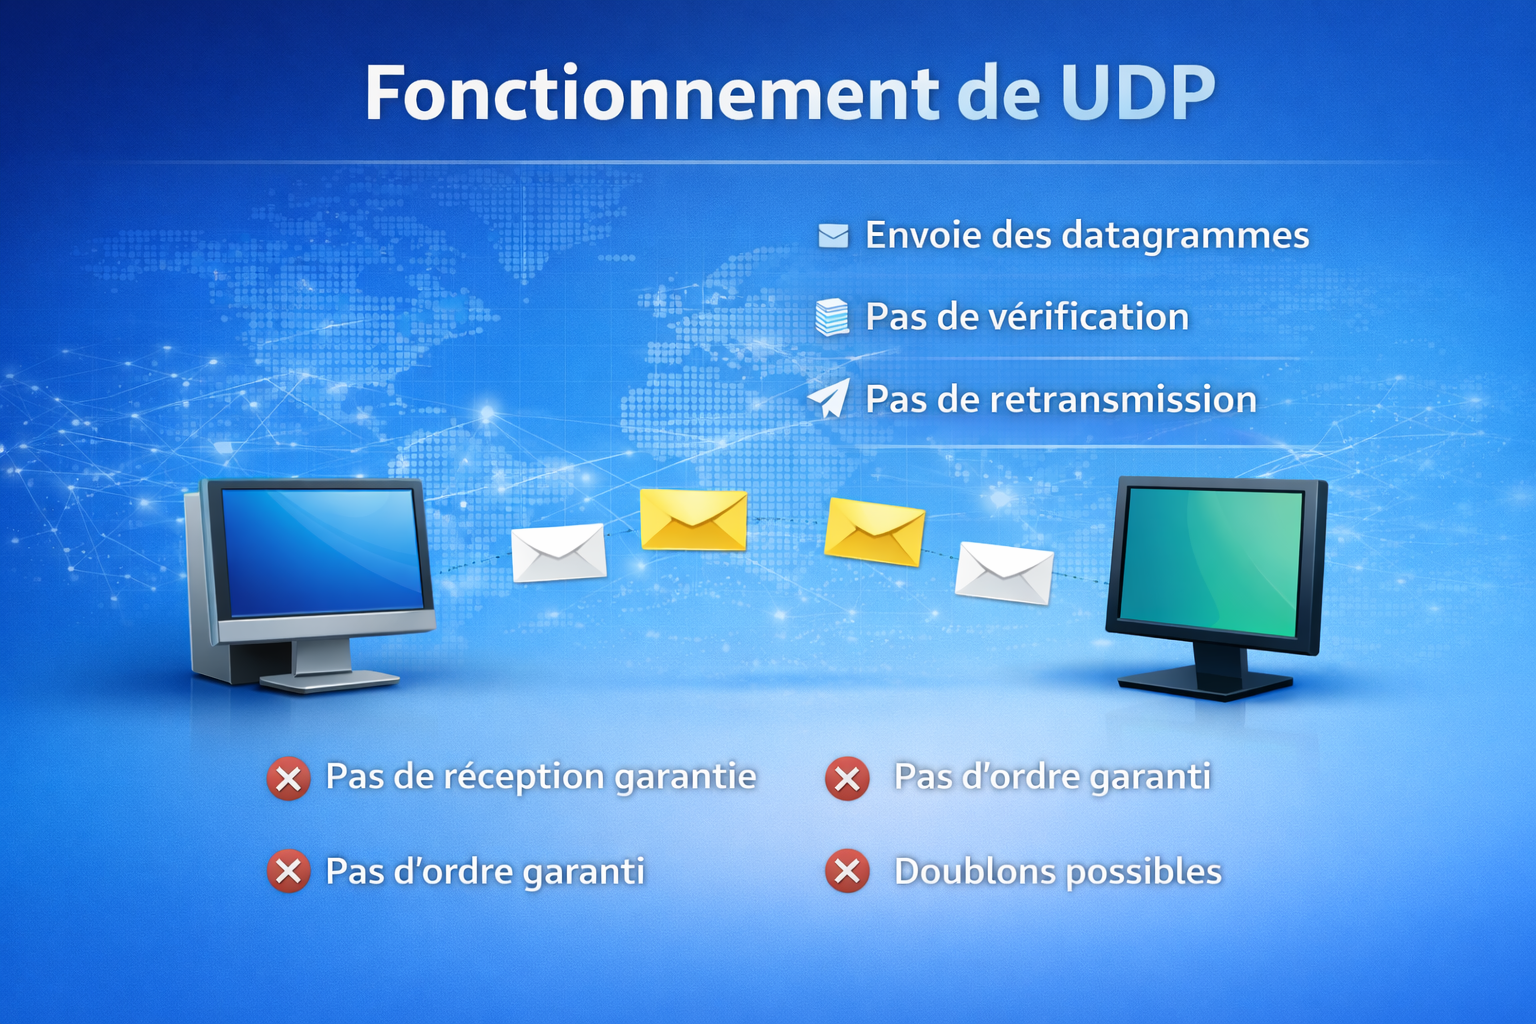 Fonctionnement de UDP
Envoie des datagrammes
Pas de vérification
Pas de retransmission
Pas de réception garantie
Pas d'ordre garanti
Pas d'ordre garanti
Doublons possibles